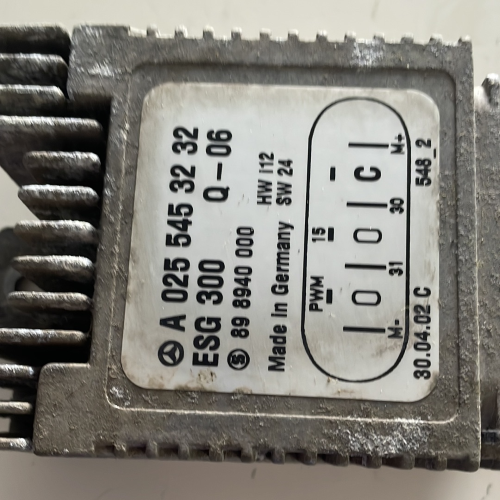 A 025 545 32 32
ESG 300 Q-06
89 8940 000 HW 112
Made In Germany SW 24
PWM 15
M- 31 30 M+
30.04.02 C 548_2